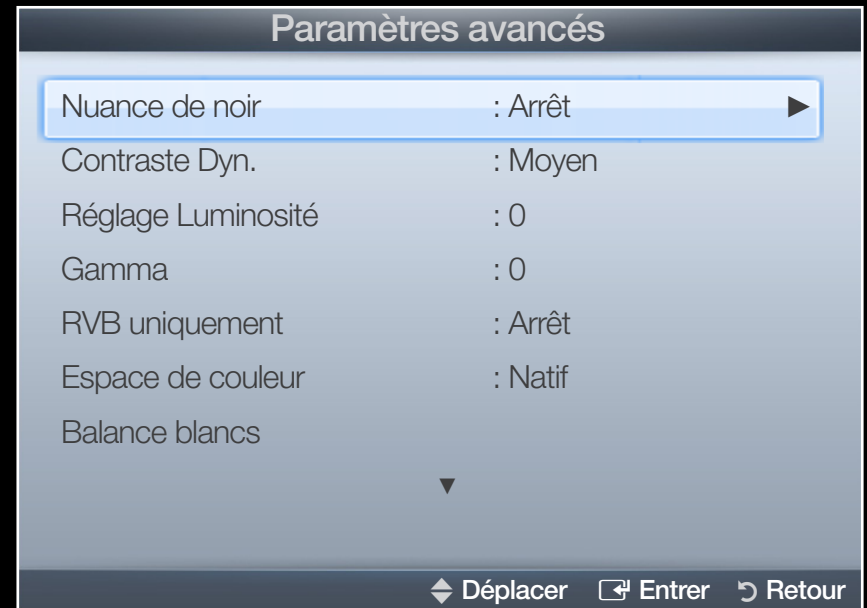 Paramètres avancés
Nuance de noir : Arrêt ►
Contraste Dyn. : Moyen
Réglage Luminosité : 0
Gamma : 0
RVB uniquement : Arrêt
Espace de couleur : Natif
Balance blancs
▼
Déplacer Entrer Retour